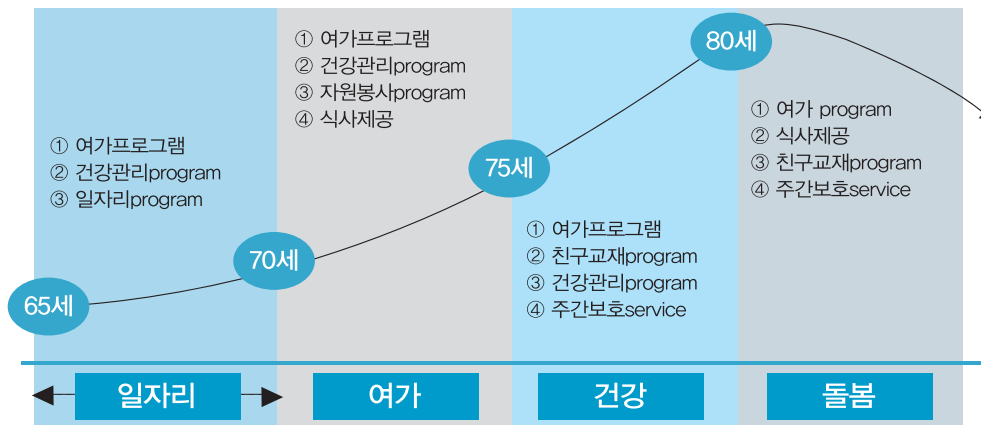 ① 여가프로그램
② 건강관리program
③ 일자리program
① 여가프로그램
② 건강관리program
③ 자원봉사program
④ 식사제공
① 여가프로그램
② 친구교재program
③ 건강관리program
④ 주간보호service
① 여가 program
② 식사제공
③ 친구교재program
④ 주간보호service
65세
70세
75세
80세
일자리
여가
건강
돌봄